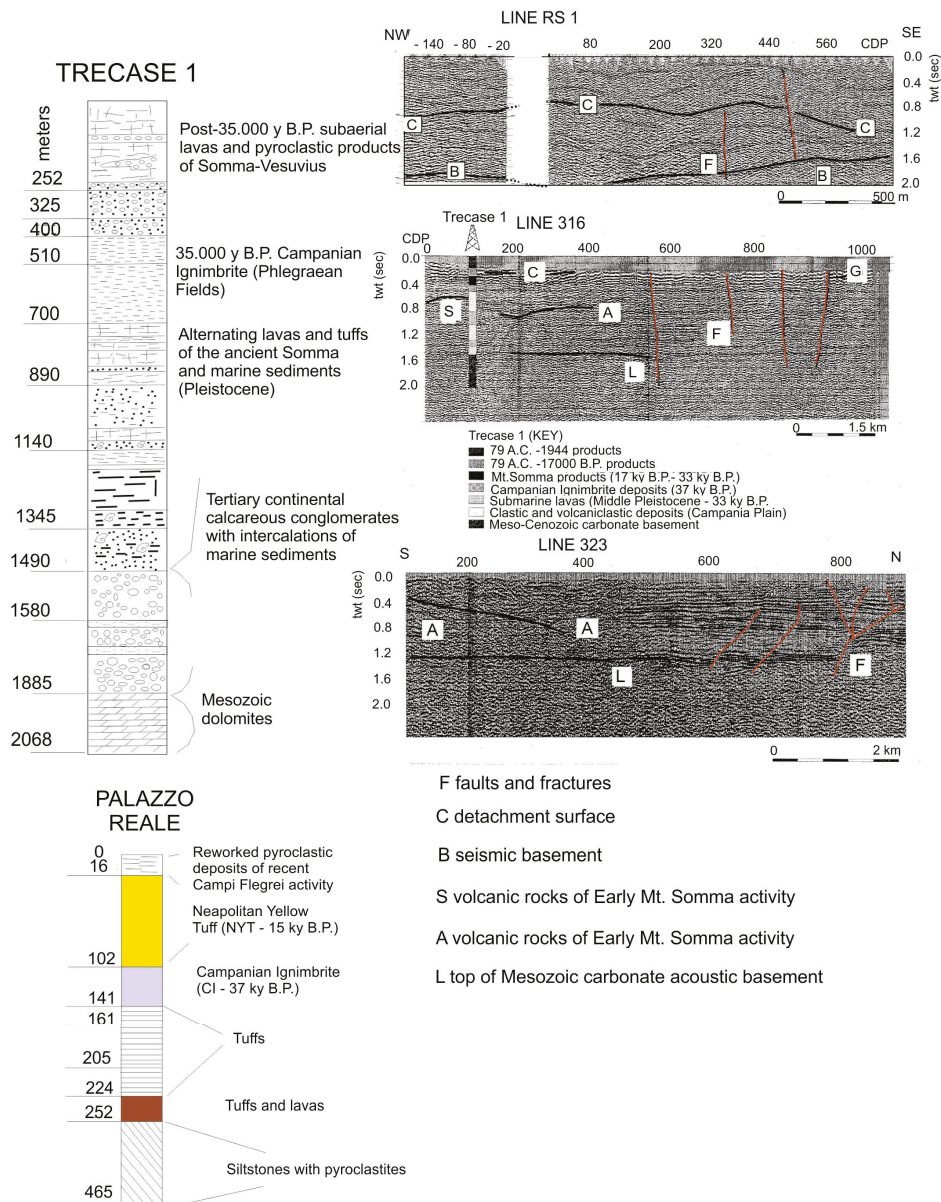 TRECASE 1
meters
252
325
400
510
700
890
1140
1345
1490
1580
1885
2068
Post-35.000 y B.P. subaerial
lavas and pyroclastic products
of Somma-Vesuvius
35.000 y B.P. Campanian
Ignimbrite (Phlegraean
Fields)
Alternating lavas and tuffs
of the ancient Somma
and marine sediments
(Pleistocene)
Tertiary continental
calcareous conglomerates
with intercalations of
marine sediments
Mesozoic
dolomites
PALAZZO
REALE
0
16
102
141
161
205
224
252
465
Reworked pyroclastic
deposits of recent
Campi Flegrei activity
Neapolitan Yellow
Tuff (NYT - 15 ky B.P.)
Campanian Ignimbrite
(CI - 37 ky B.P.)
Tuffs
Tuffs and lavas
Siltstones with pyroclastites
LINE RS 1
NW SE
- 140 - 80 - 20 80 200 320 440 560 CDP
0.0
0.4
0.8
1.2
1.6
2.0
twt (sec)
C
B
C
F
B
C
0 500 m
Trecase 1 LINE 316
CDP
0 200 400 600 800 1000
twt (sec)
0.0
0.4
0.8
1.2
1.6
2.0
S
C
A
L
F
G
0 1.5 km
Trecase 1 (KEY)
79 A.C. -1944 products
79 A.C. -17000 B.P. products
Mt.Somma products (17 ky B.P.- 33 ky B.P.)
Campanian Ignimbrite deposits (37 ky B.P.)
Submarine lavas (Middle Pleistocene - 33 ky B.P.
Clastic and volcaniclastic deposits (Campania Plain)
Meso-Cenozoic carbonate basement
LINE 323
S N
200 400 600 800
twt (sec)
0.0
0.4
0.8
1.2
1.6
2.0
A
A
L
F
0 2 km
F faults and fractures
C detachment surface
B seismic basement
S volcanic rocks of Early Mt. Somma activity
A volcanic rocks of Early Mt. Somma activity
L top of Mesozoic carbonate acoustic basement